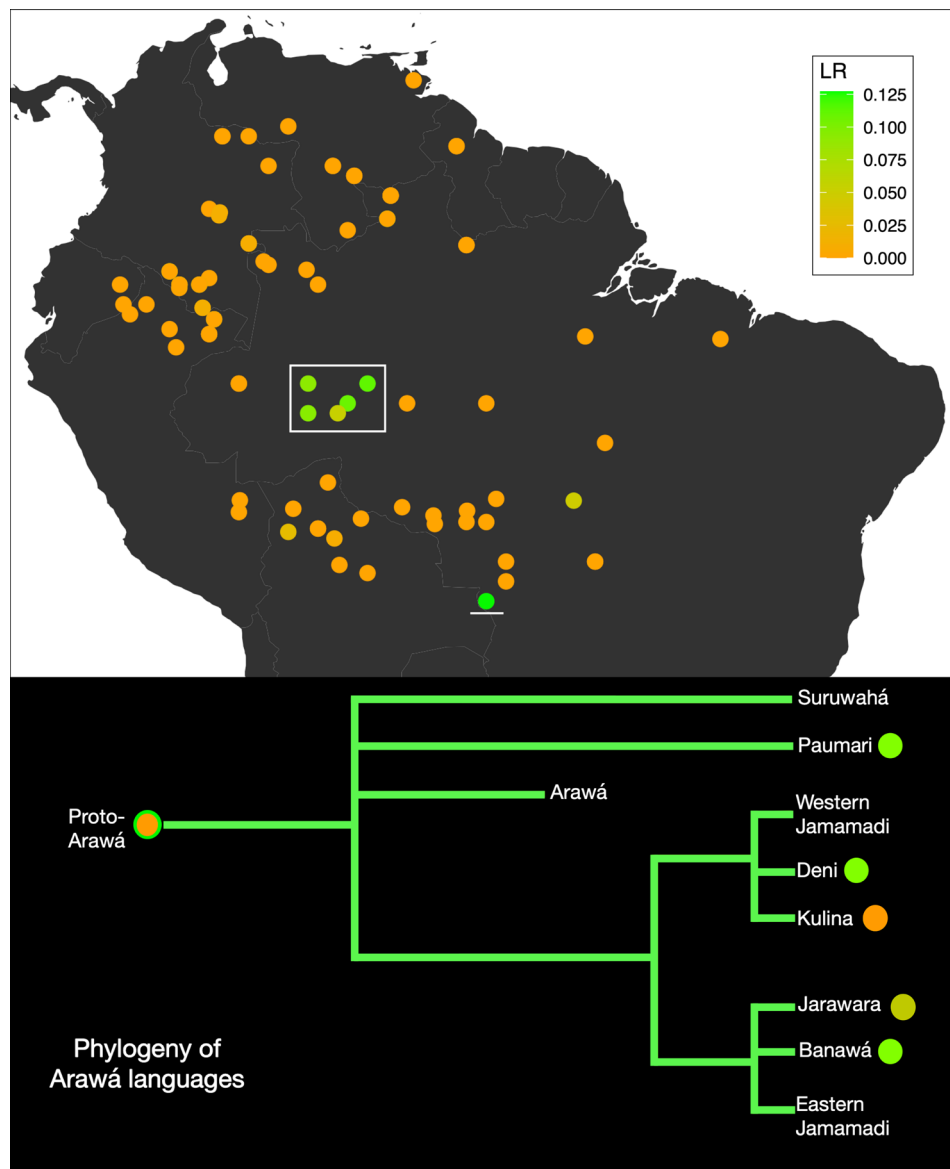 LR
0.125
0.100
0.075
0.050
0.025
0.000
Suruwahá
Paumari
Arawá
Proto-
Arawá
Western
Jamamadi
Deni
Kulina
Jarawara
Banawá
Eastern
Jamamadi
Phylogeny of
Arawá languages